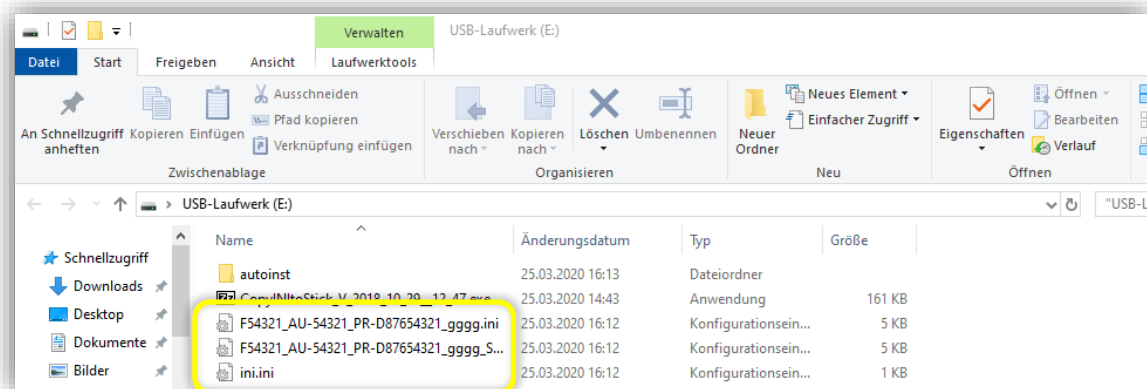 Verwalten USB-Laufwerk (E:)
Datei Start Freigeben Ansicht Laufwerktools
An Schnellzugriff anheften
Kopieren
Einfügen
Ausschneiden
Pfad kopieren
Verknüpfung einfügen
Zwischenablage
Verschieben nach
Kopieren nach
Löschen
Umbenennen
Organisieren
Neuer Ordner
Neues Element
Einfacher Zugriff
Neu
Eigenschaften
Öffnen
Bearbeiten
Verlauf
Öffnen
USB-Laufwerk (E:) "USB-L
Schnellzugriff
Downloads
Desktop
Dokumente
Bilder
Name Änderungsdatum Typ Größe
autoinst 25.03.2020 16:13 Dateiordner
CopyINItoStick_V_2018_10_29__12_47.exe 25.03.2020 14:43 Anwendung 161 KB
F54321_AU-54321_PR-D87654321_gggg.ini 25.03.2020 16:12 Konfigurationsein... 5 KB
F54321_AU-54321_PR-D87654321_gggg_S... 25.03.2020 16:12 Konfigurationsein... 5 KB
ini.ini 25.03.2020 16:12 Konfigurationsein... 1 KB